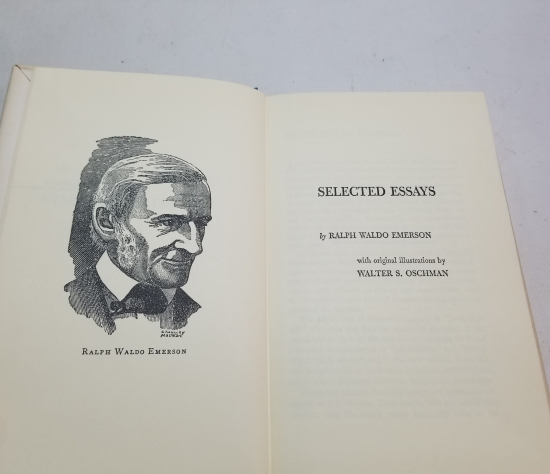 RALPH WALDO EMERSON
SELECTED ESSAYS
by RALPH WALDO EMERSON
with original illustrations by
WALTER S. OSCHMAN